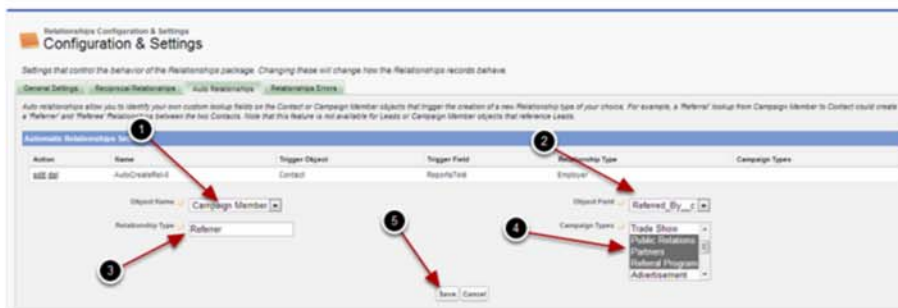 Relationships Configuration & Settings
Configuration & Settings
Settings that control the behavior of the Relationships package. Changing these will change how the Relationships records behave.
General Settings Reciprocal Relationships Auto Relationships Relationships Errors
Auto relationships allow you to identify your own custom lookup fields on the Contact or Campaign Member objects that trigger the creation of a new Relationship type of your choice. For example, a 'Referrer' lookup from Campaign Member to Contact could create
a 'Referrer' and 'Referee' Relationship between the two Contacts. Note that this feature is not available for Leads or Campaign Member objects that reference Leads.
Automatic Relationships
1
2
Action Name Trigger Object Trigger Field Relationship Type Campaign Types
edit del AutoCreateRel-0 Contact ReportsToId Employer
Object Name Campaign Member Object Field Referred_By__c
Relationship Type Referrer Campaign Types Trade Show
Public Relations
Partners
Referral Program
Advertisement
3
4
5
Save Cancel